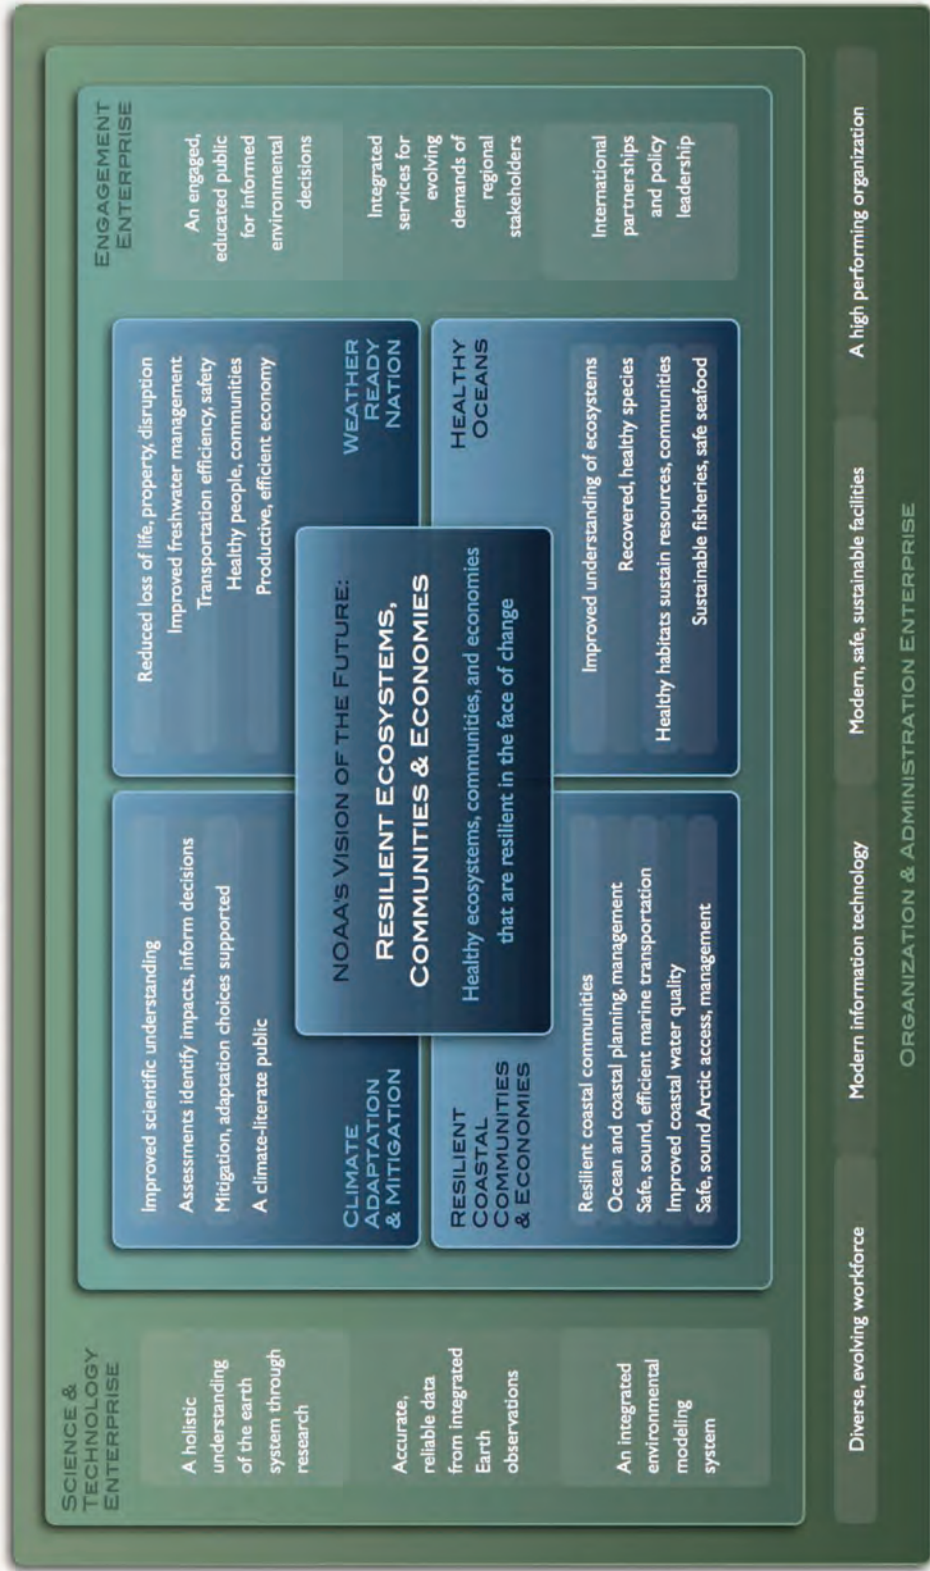 SCIENCE &
TECHNOLOGY
ENTERPRISE
A holistic
understanding
of the earth
system through
research
Accurate,
reliable data
from integrated
Earth
observations
An integrated
environmental
modeling
system
Improved scientific understanding
Assessments identify impacts, inform decisions
Mitigation, adaptation choices supported
A climate-literate public
CLIMATE
ADAPTATION
& MITIGATION
Reduced loss of life, property, disruption
Improved freshwater management
Transportation efficiency, safety
Healthy people, communities
Productive, efficient economy
WEATHER
READY
NATION
NOAA'S VISION OF THE FUTURE:
RESILIENT ECOSYSTEMS,
COMMUNITIES & ECONOMIES
Healthy ecosystems, communities, and economies
that are resilient in the face of change
RESILIENT
COASTAL
COMMUNITIES
& ECONOMIES
Resilient coastal communities
Ocean and coastal planning, management
Safe, sound, efficient marine transportation
Improved coastal water quality
Safe, sound Arctic access, management
HEALTHY
OCEANS
Improved understanding of ecosystems
Recovered, healthy species
Healthy habitats sustain resources, communities
Sustainable fisheries, safe seafood
ENGAGEMENT
ENTERPRISE
An engaged,
educated public
for informed
environmental
decisions
Integrated
services for
evolving
demands of
regional
stakeholders
International
partnerships
and policy
leadership
Diverse, evolving workforce
Modern information technology
Modern, safe, sustainable facilities
A high performing organization
ORGANIZATION & ADMINISTRATION ENTERPRISE